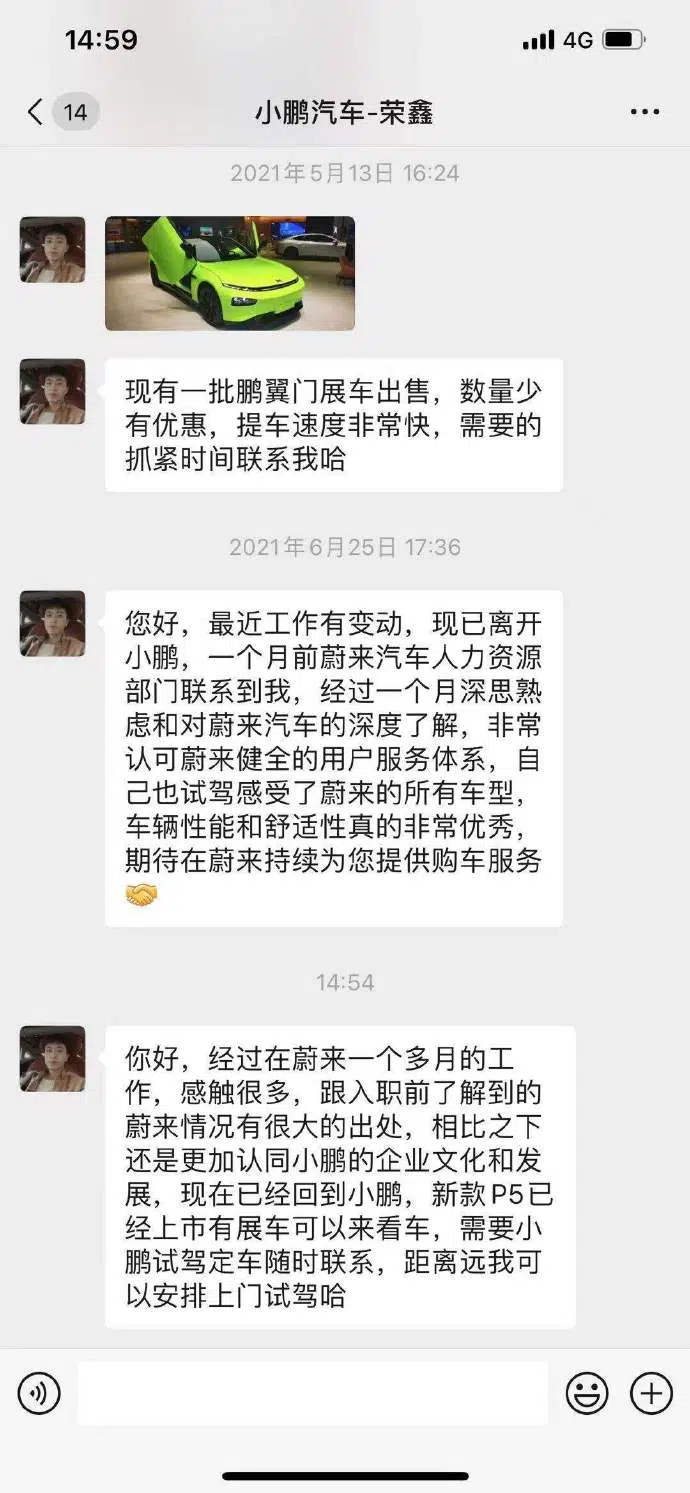 14:59
4G
14
小鹏汽车-荣鑫
2021年5月13日 16:24
现有一批鹏翼门展车出售，数量少
有优惠，提车速度非常快，需要的
抓紧时间联系我哈
2021年6月25日 17:36
您好，最近工作有变动，现已离开
小鹏，一个月前蔚来汽车人力资源
部门联系到我，经过一个月深思熟
虑和对蔚来汽车的深度了解，非常
认可蔚来健全的用户服务体系，自
己也试驾感受了蔚来的所有车型，
车辆性能和舒适性真的非常优秀，
期待在蔚来持续为您提供购车服务
🤝
14:54
你好，经过在蔚来一个多月的工
作，感触很多，跟入职前了解到的
蔚来情况有很大的出处，相比之下
还是更加认同小鹏的企业文化和发
展，现在已经回到小鹏，新款P5已
经上市有展车可以来看车，需要小
鹏试驾定车随时联系，距离远我可
以安排上门试驾哈